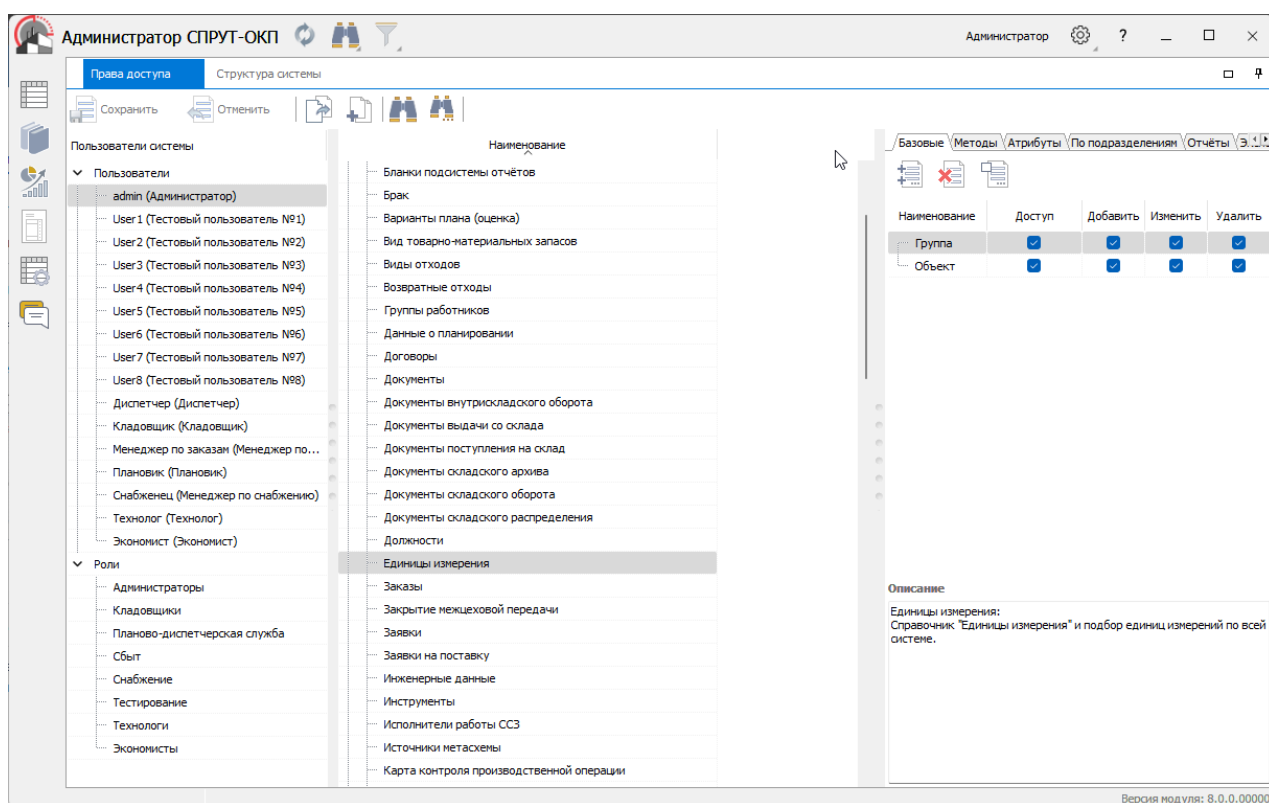 Администратор СПРУТ-ОКП
Администратор
?
Права доступа
Структура системы
Сохранить
Отменить
Пользователи системы
Пользователи
admin (Администратор)
User1 (Тестовый пользователь №1)
User2 (Тестовый пользователь №2)
User3 (Тестовый пользователь №3)
User4 (Тестовый пользователь №4)
User5 (Тестовый пользователь №5)
User6 (Тестовый пользователь №6)
User7 (Тестовый пользователь №7)
User8 (Тестовый пользователь №8)
Диспетчер (Диспетчер)
Кладовщик (Кладовщик)
Менеджер по заказам (Менеджер по...
Плановик (Плановик)
Снабженец (Менеджер по снабжению)
Технолог (Технолог)
Экономист (Экономист)
Роли
Администраторы
Кладовщики
Планово-диспетчерская служба
Сбыт
Снабжение
Тестирование
Технологи
Экономисты
Наименование
Бланки подсистемы отчётов
Брак
Варианты плана (оценка)
Вид товарно-материальных запасов
Виды отходов
Возвратные отходы
Группы работников
Данные о планировании
Договоры
Документы
Документы внутрискладского оборота
Документы выдачи со склада
Документы поступления на склад
Документы складского архива
Документы складского оборота
Документы складского распределения
Должности
Единицы измерения
Заказы
Закрытие межцеховой передачи
Заявки
Заявки на поставку
Инженерные данные
Инструменты
Исполнители работы ССЗ
Источники метасхемы
Карта контроля производственной операции
Базовые Методы Атрибуты По подразделениям Отчёты Э...
Наименование Доступ Добавить Изменить Удалить
Группа
Объект
Описание
Единицы измерения:
Справочник "Единицы измерения" и подбор единиц измерений по всей
системе.
Версия модуля: 8.0.0.00000